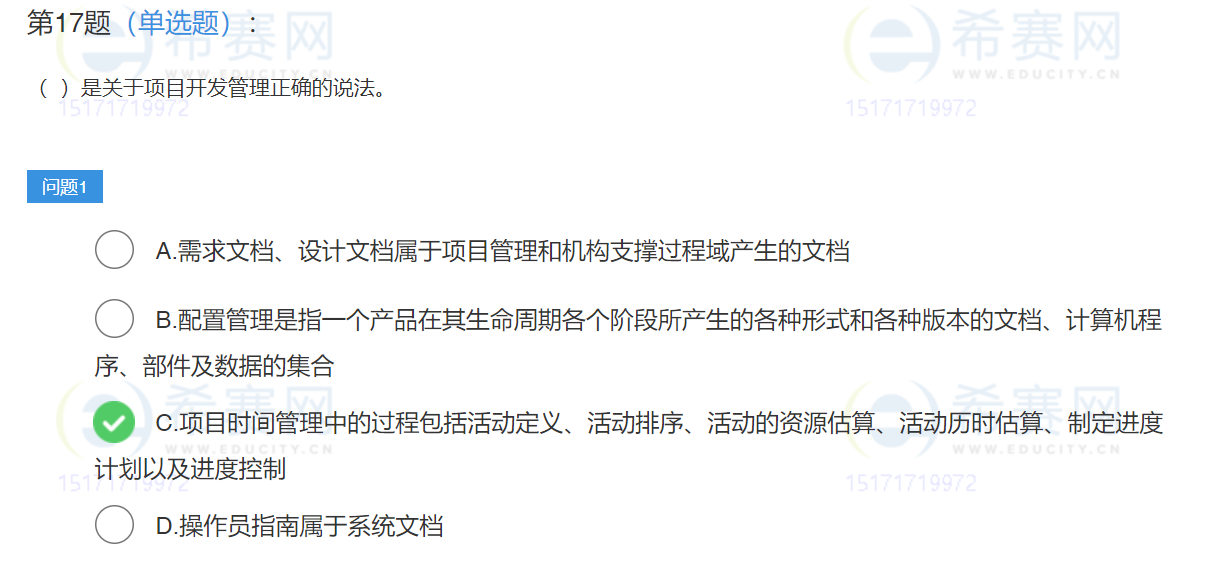 第17题（单选题）：
希赛网
WWW.EDUCITY.CN
希赛网
WWW.EDUCITY.CN
（ ）是关于项目开发管理正确的说法。
15171719972
15171719972
问题1
A.需求文档、设计文档属于项目管理和机构支撑过程域产生的文档
B.配置管理是指一个产品在其生命周期各个阶段所产生的各种形式和各种版本的文档、计算机程
序、部件及数据的集合
希赛网
希赛网
C.项目时间管理中的过程包括活动定义、活动排序、活动的资源估算、活动历时估算、制定进度
WWW.EDUCITY.CN
WWW.EDUCITY.CN
计划以及进度控制
15171719972
15171719972
D.操作员指南属于系统文档